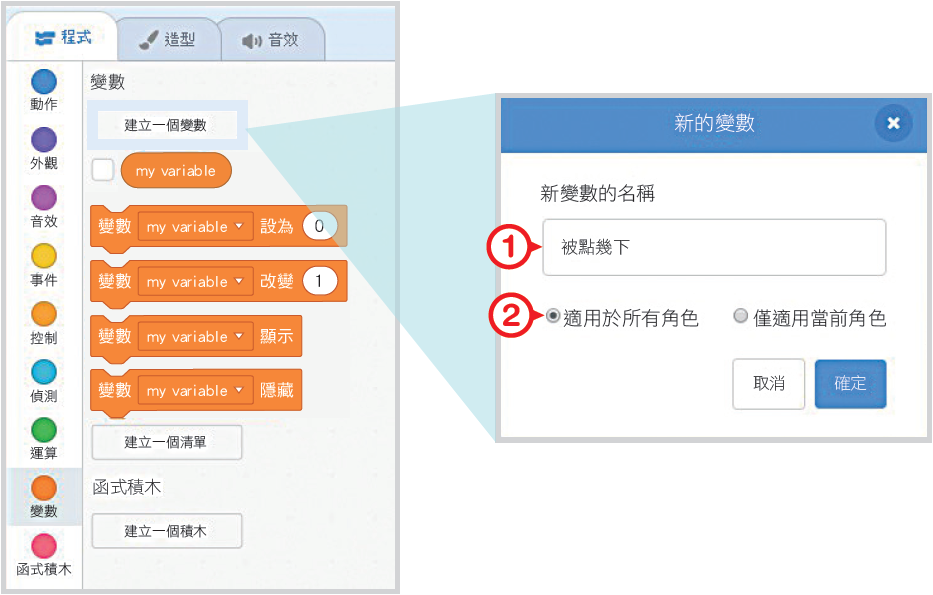 程式
造型
音效
動作
外觀
音效
事件
控制
偵測
運算
變數
函式積木
變數
建立一個變數
my variable
變數 my variable 設為 0
變數 my variable 改變 1
變數 my variable 顯示
變數 my variable 隱藏
建立一個清單
函式積木
建立一個積木
新的變數
新變數的名稱
1 被點幾下
2 適用於所有角色 僅適用當前角色
取消 確定